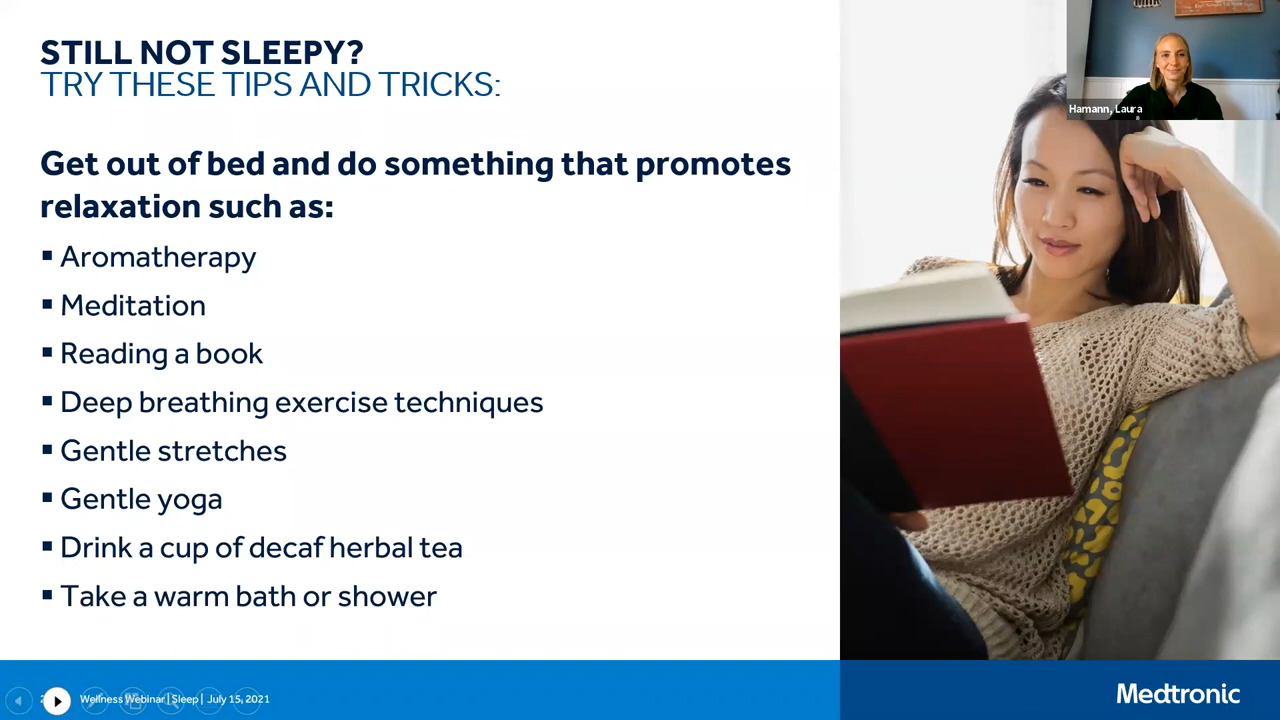 STILL NOT SLEEPY?
TRY THESE TIPS AND TRICKS:
Get out of bed and do something that promotes
relaxation such as:
▪ Aromatherapy
▪ Meditation
▪ Reading a book
▪ Deep breathing exercise techniques
▪ Gentle stretches
▪ Gentle yoga
▪ Drink a cup of decaf herbal tea
▪ Take a warm bath or shower
Hamann, Laura
Wellness Webinar | Sleep | July 15, 2021
Medtronic